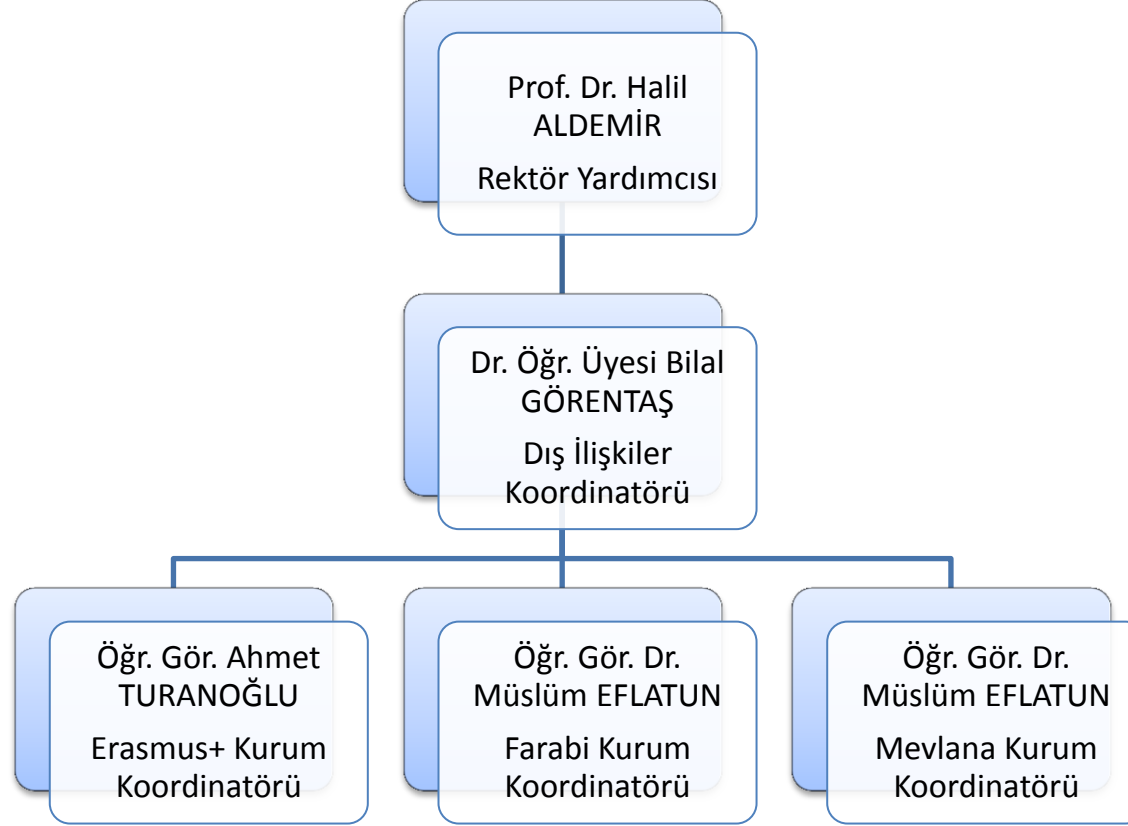 Prof. Dr. Halil
ALDEMİR
Rektör Yardımcısı
Dr. Öğr. Üyesi Bilal
GÖRENTAŞ
Dış İlişkiler
Koordinatörü
Öğr. Gör. Ahmet
TURANOĞLU
Erasmus+ Kurum
Koordinatörü
Öğr. Gör. Dr.
Müslüm EFLATUN
Farabi Kurum
Koordinatörü
Öğr. Gör. Dr.
Müslüm EFLATUN
Mevlana Kurum
Koordinatörü